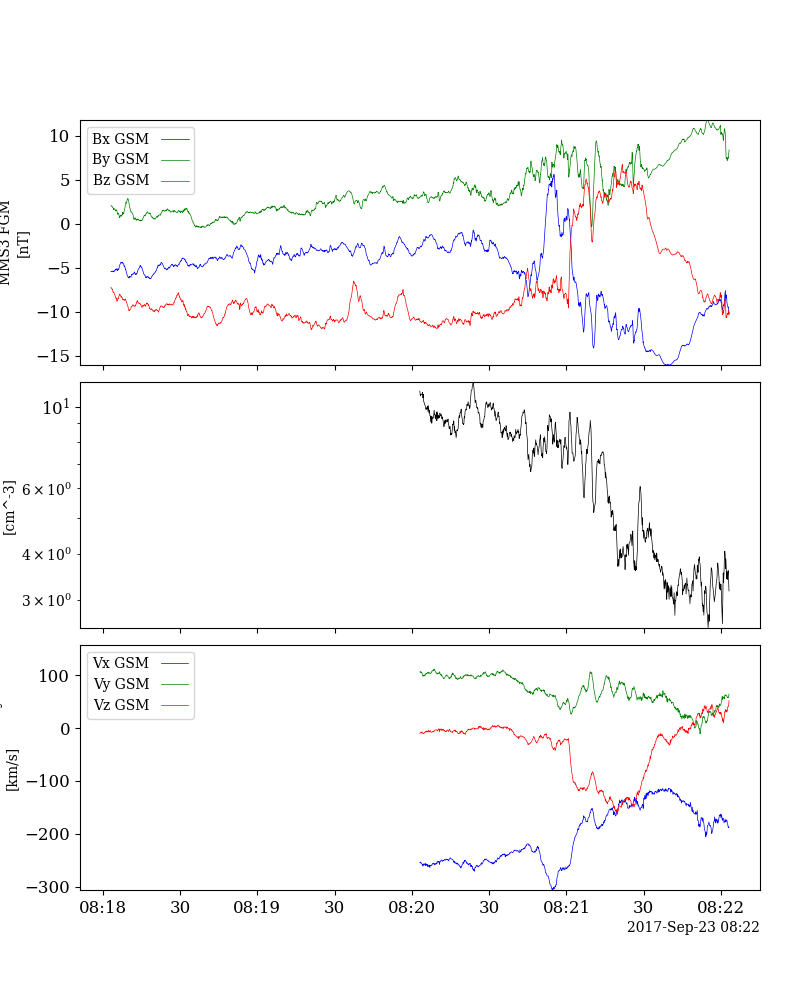 10
5
0
−5
−10
−15
MMS3 FGM
[nT]
Bx GSM
By GSM
Bz GSM
10^1
6 × 10^0
4 × 10^0
3 × 10^0
[cm^-3]
100
0
−100
−200
−300
[km/s]
Vx GSM
Vy GSM
Vz GSM
08:18 30 08:19 30 08:20 30 08:21 30 08:22
2017-Sep-23 08:22